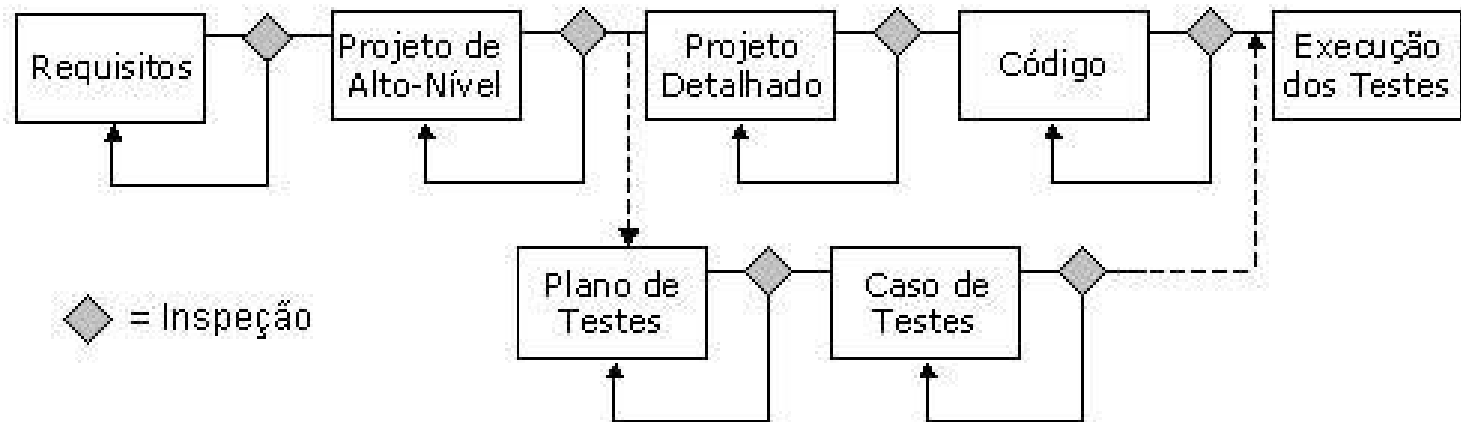 Requisitos
Projeto de
Alto-Nível
Projeto
Detalhado
Código
Execução
dos Testes
Plano de
Testes
Caso de
Testes
= Inspeção